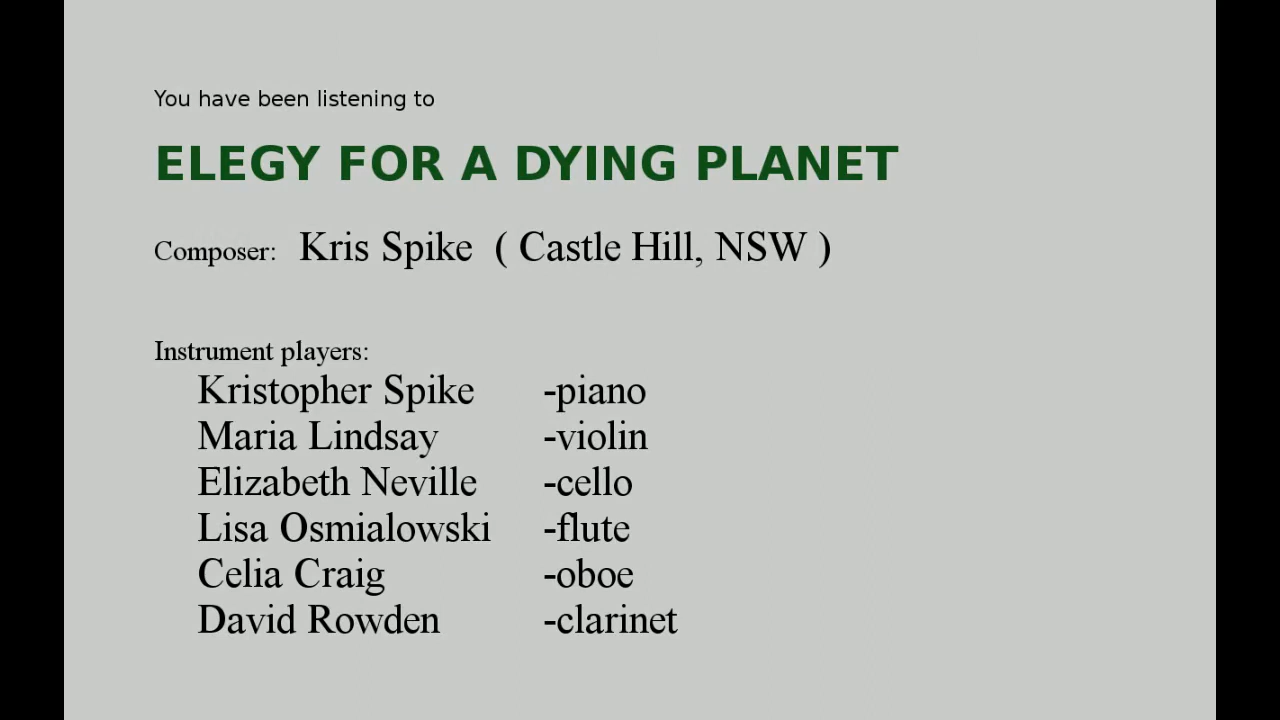 You have been listening to
ELEGY FOR A DYING PLANET
Composer: Kris Spike ( Castle Hill, NSW )
Instrument players:
Kristopher Spike -piano
Maria Lindsay -violin
Elizabeth Neville -cello
Lisa Osmialowski -flute
Celia Craig -oboe
David Rowden -clarinet